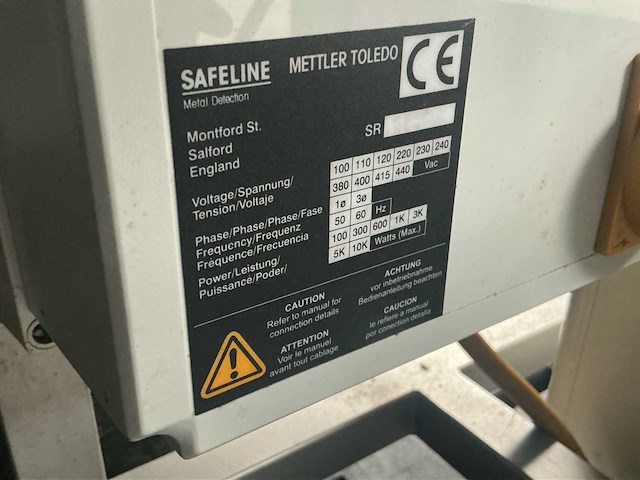 SAFELINE METTLER TOLEDO CE
Metal Detection
Montford St. SR
Salford
England
Voltage/Spannung/ 100 110 120 220 230 240
Tension/Voltaje 380 400 415 440 Vac
Phase/Phase/Phase/Fase 1ø 3ø
Frequcncy/Frequenz 50 60 Hz
Fréquence/Frecuencia 100 300 600 1K 3K
Power/Leistung/ 5K 10K Watts (Max.)
Puissance/Poder/
CAUTION
Refer to manual for
connection details
ACHTUNG
vor inbetriebnahme
Bedienanleitung beachten
ATTENTION
Voir le manuel
avant tout cablage
CAUCION
le refiere a manual
por conection detalla